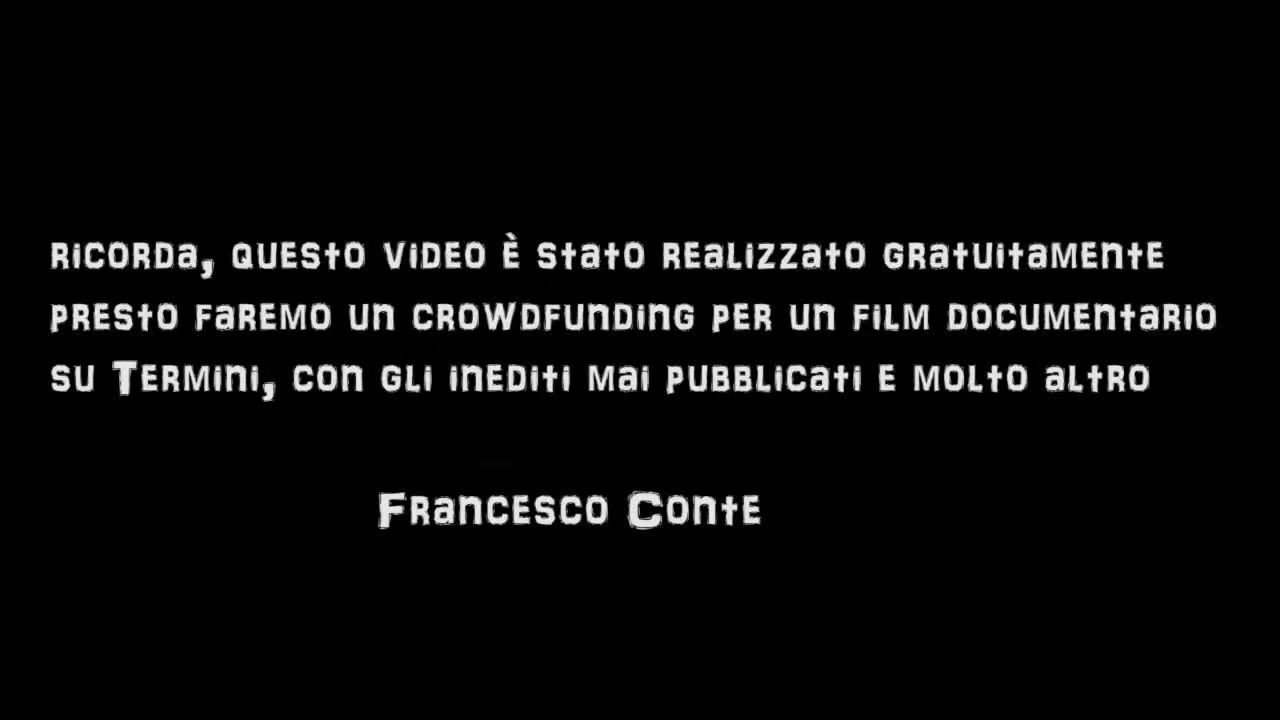 ricorda, questo video è stato realizzato gratuitamente
presto faremo un crowdfunding per un film documentario
su Termini, con gli inediti mai pubblicati e molto altro
Francesco Conte